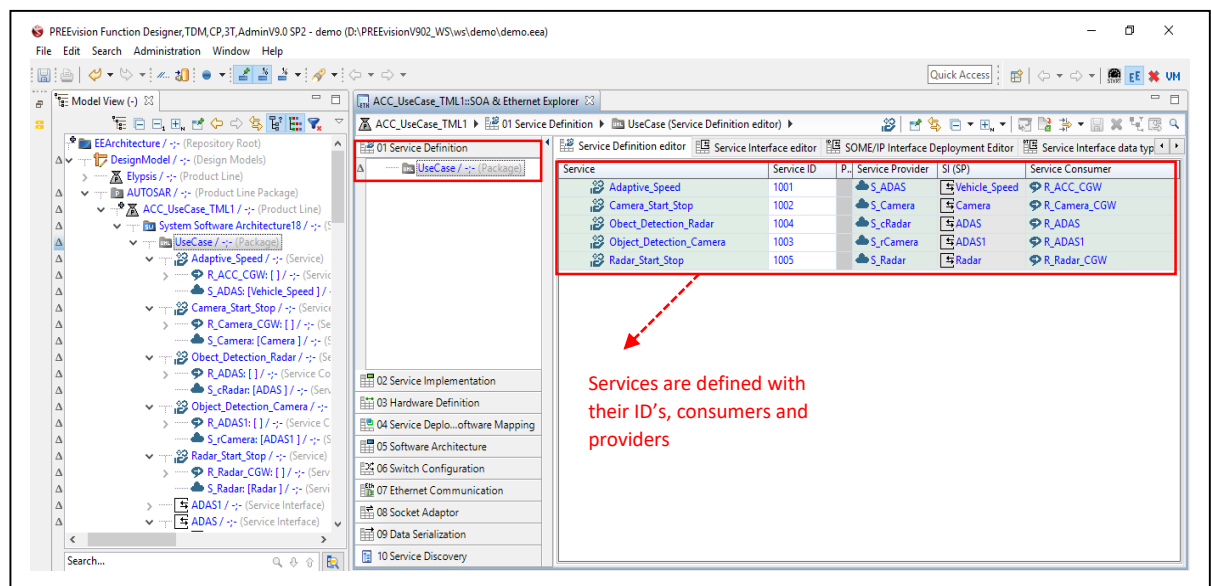 PREEvision Function Designer,TDM,CP,3T,AdminV9.0 SP2 - demo (D:\PREEvisionV902_WS\ws\demo\demo.eea)
File Edit Search Administration Window Help
Quick Access
EE VM
Model View (-)
EEArchitecture / -;- (Repository Root)
DesignModel / -;- (Design Models)
Elypsis / -;- (Product Line)
AUTOSAR / -;- (Product Line Package)
ACC_UseCase_TML1 / -;- (Product Line)
System Software Architecture18 / -;- (S
UseCase / -;- (Package)
Adaptive_Speed / -;- (Service)
R_ACC_CGW: [ ] / -;- (Servic
S_ADAS: [Vehicle_Speed ] / -
Camera_Start_Stop / -;- (Service
R_Camera_CGW: [ ] / -;- (Se
S_Camera: [Camera ] / -;- (S
Obect_Detection_Radar / -;- (Se
R_ADAS: [ ] / -;- (Service Co
S_cRadar: [ADAS ] / -;- (Serv
Object_Detection_Camera / -;-
R_ADAS1: [ ] / -;- (Service C
S_rCamera: [ADAS1 ] / -;- (S
Radar_Start_Stop / -;- (Service)
R_Radar_CGW: [ ] / -;- (Serv
S_Radar: [Radar ] / -;- (Servi
ADAS1 / -;- (Service Interface)
ADAS / -;- (Service Interface)
Search...
ACC_UseCase_TML1::SOA & Ethernet Explorer
ACC_UseCase_TML1 01 Service Definition UseCase (Service Definition editor)
01 Service Definition
UseCase / -;- (Package)
02 Service Implementation
03 Hardware Definition
04 Service Deplo...oftware Mapping
05 Software Architecture
06 Switch Configuration
07 Ethernet Communication
08 Socket Adaptor
09 Data Serialization
10 Service Discovery
Service Definition editor Service Interface editor SOME/IP Interface Deployment Editor Service Interface data typ
Service Service ID P.. Service Provider SI (SP) Service Consumer
Adaptive_Speed 1001 S_ADAS Vehicle_Speed R_ACC_CGW
Camera_Start_Stop 1002 S_Camera Camera R_Camera_CGW
Obect_Detection_Radar 1004 S_cRadar ADAS R_ADAS
Object_Detection_Camera 1003 S_rCamera ADAS1 R_ADAS1
Radar_Start_Stop 1005 S_Radar Radar R_Radar_CGW
Services are defined with
their ID's, consumers and
providers